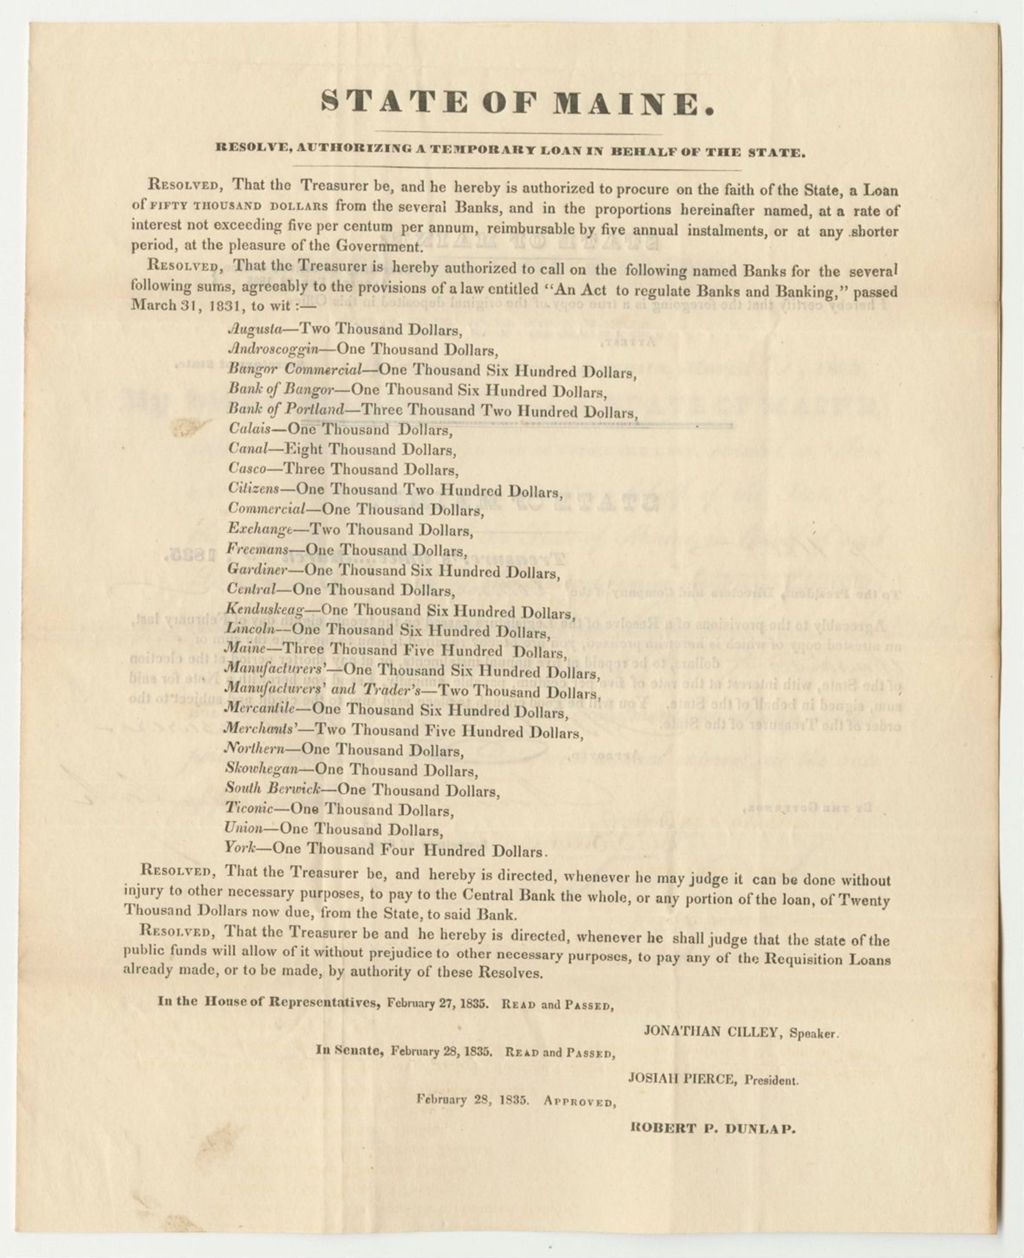 STATE OF MAINE.
RESOLVE, AUTHORIZING A TEMPORARY LOAN IN BEHALF OF THE STATE.
RESOLVED, That the Treasurer be, and he hereby is authorized to procure on the faith of the State, a Loan
of FIFTY THOUSAND DOLLARS from the several Banks, and in the proportions hereinafter named, at a rate of
interest not exceeding five per centum per annum, reimbursable by five annual instalments, or at any shorter
period, at the pleasure of the Government.
RESOLVED, That the Treasurer is hereby authorized to call on the following named Banks for the several
following sums, agreeably to the provisions of a law entitled "An Act to regulate Banks and Banking," passed
March 31, 1831, to wit :—
Augusta—Two Thousand Dollars,
Androscoggin—One Thousand Dollars,
Bangor Commercial—One Thousand Six Hundred Dollars,
Bank of Bangor—One Thousand Six Hundred Dollars,
Bank of Portland—Three Thousand Two Hundred Dollars,
Calais—One Thousand Dollars,
Canal—Eight Thousand Dollars,
Casco—Three Thousand Dollars,
Citizens—One Thousand Two Hundred Dollars,
Commercial—One Thousand Dollars,
Exchange—Two Thousand Dollars,
Freemans—One Thousand Dollars,
Gardiner—One Thousand Six Hundred Dollars,
Central—One Thousand Dollars,
Kenduskeag—One Thousand Six Hundred Dollars,
Lincoln—One Thousand Six Hundred Dollars,
Maine—Three Thousand Five Hundred Dollars,
Manufacturers'—One Thousand Six Hundred Dollars,
Manufacturers' and Trader's—Two Thousand Dollars,
Mercantile—One Thousand Six Hundred Dollars,
Merchants'—Two Thousand Five Hundred Dollars,
Northern—One Thousand Dollars,
Skowhegan—One Thousand Dollars,
South Berwick—One Thousand Dollars,
Ticonic—One Thousand Dollars,
Union—One Thousand Dollars,
York—One Thousand Four Hundred Dollars.
RESOLVED, That the Treasurer be, and hereby is directed, whenever he may judge it can be done without
injury to other necessary purposes, to pay to the Central Bank the whole, or any portion of the loan, of Twenty
Thousand Dollars now due, from the State, to said Bank.
RESOLVED, That the Treasurer be and he hereby is directed, whenever he shall judge that the state of the
public funds will allow of it without prejudice to other necessary purposes, to pay any of the Requisition Loans
already made, or to be made, by authority of these Resolves.
In the House of Representatives, February 27, 1835. READ and PASSED,
JONATHAN CILLEY, Speaker.
In Senate, February 28, 1835. READ and PASSED,
JOSIAH PIERCE, President.
February 28, 1835. APPROVED,
ROBERT P. DUNLAP.